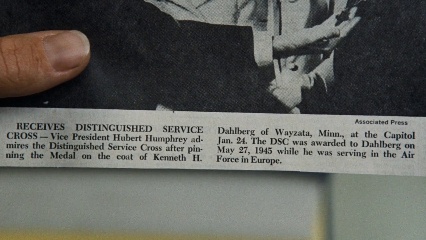 Associated Press
RECEIVES DISTINGUISHED SERVICE
CROSS — Vice President Hubert Humphrey ad-
mires the Distinguished Service Cross after pin-
ning the Medal on the coat of Kenneth H.
Dahlberg of Wayzata, Minn., at the Capitol
Jan. 24. The DSC was awarded to Dahlberg on
May 27, 1945 while he was serving in the Air
Force in Europe.